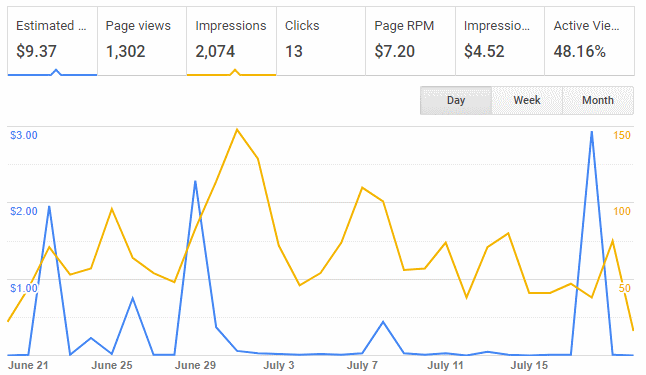 Estimated ... Page views Impressions Clicks Page RPM Impressio... Active Vie...
$9.37 1,302 2,074 13 $7.20 $4.52 48.16%
Day Week Month
$3.00 150
$2.00 100
$1.00 50
June 21 June 25 June 29 July 3 July 7 July 11 July 15